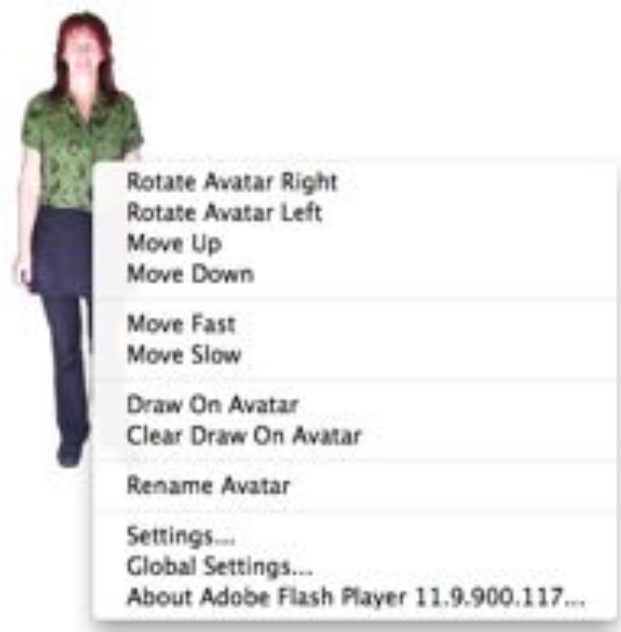 Rotate Avatar Right
Rotate Avatar Left
Move Up
Move Down
Move Fast
Move Slow
Draw On Avatar
Clear Draw On Avatar
Rename Avatar
Settings...
Global Settings...
About Adobe Flash Player 11.9.900.117...